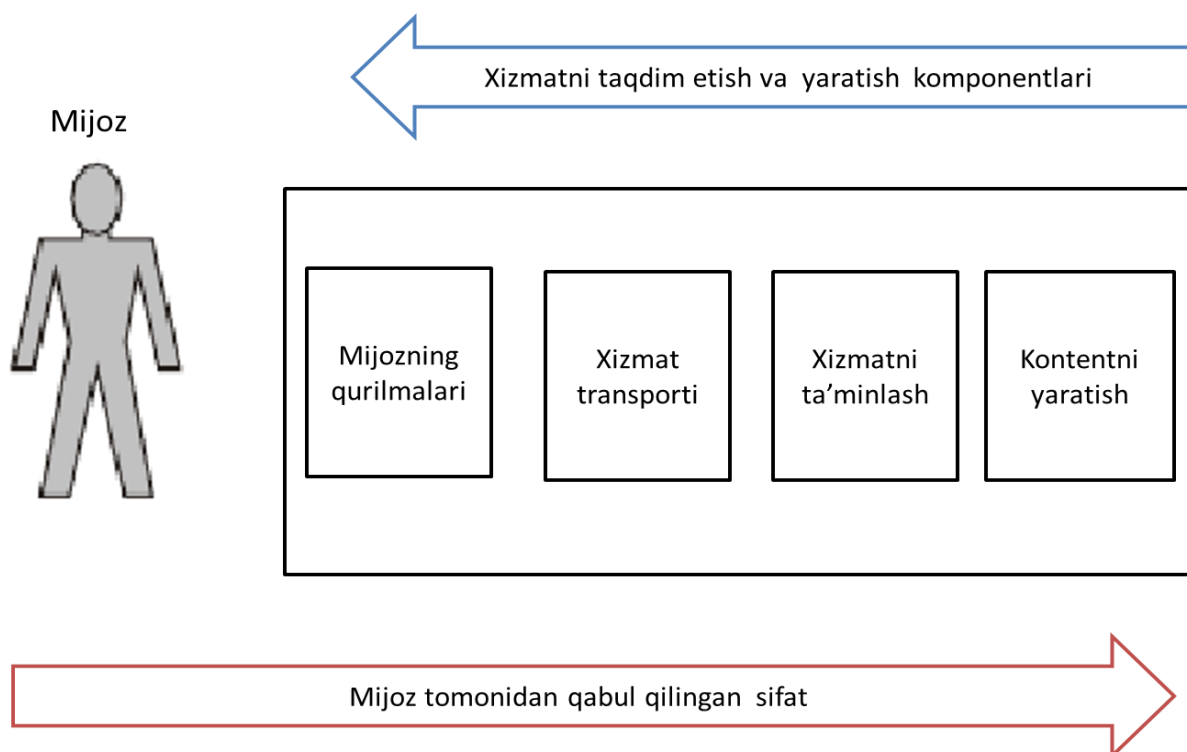 Xizmatni taqdim etish va yaratish komponentlari
Mijoz
Mijozning
qurilmalari
Xizmat
transporti
Xizmatni
ta’minlash
Kontentni
yaratish
Mijoz tomonidan qabul qilingan sifat